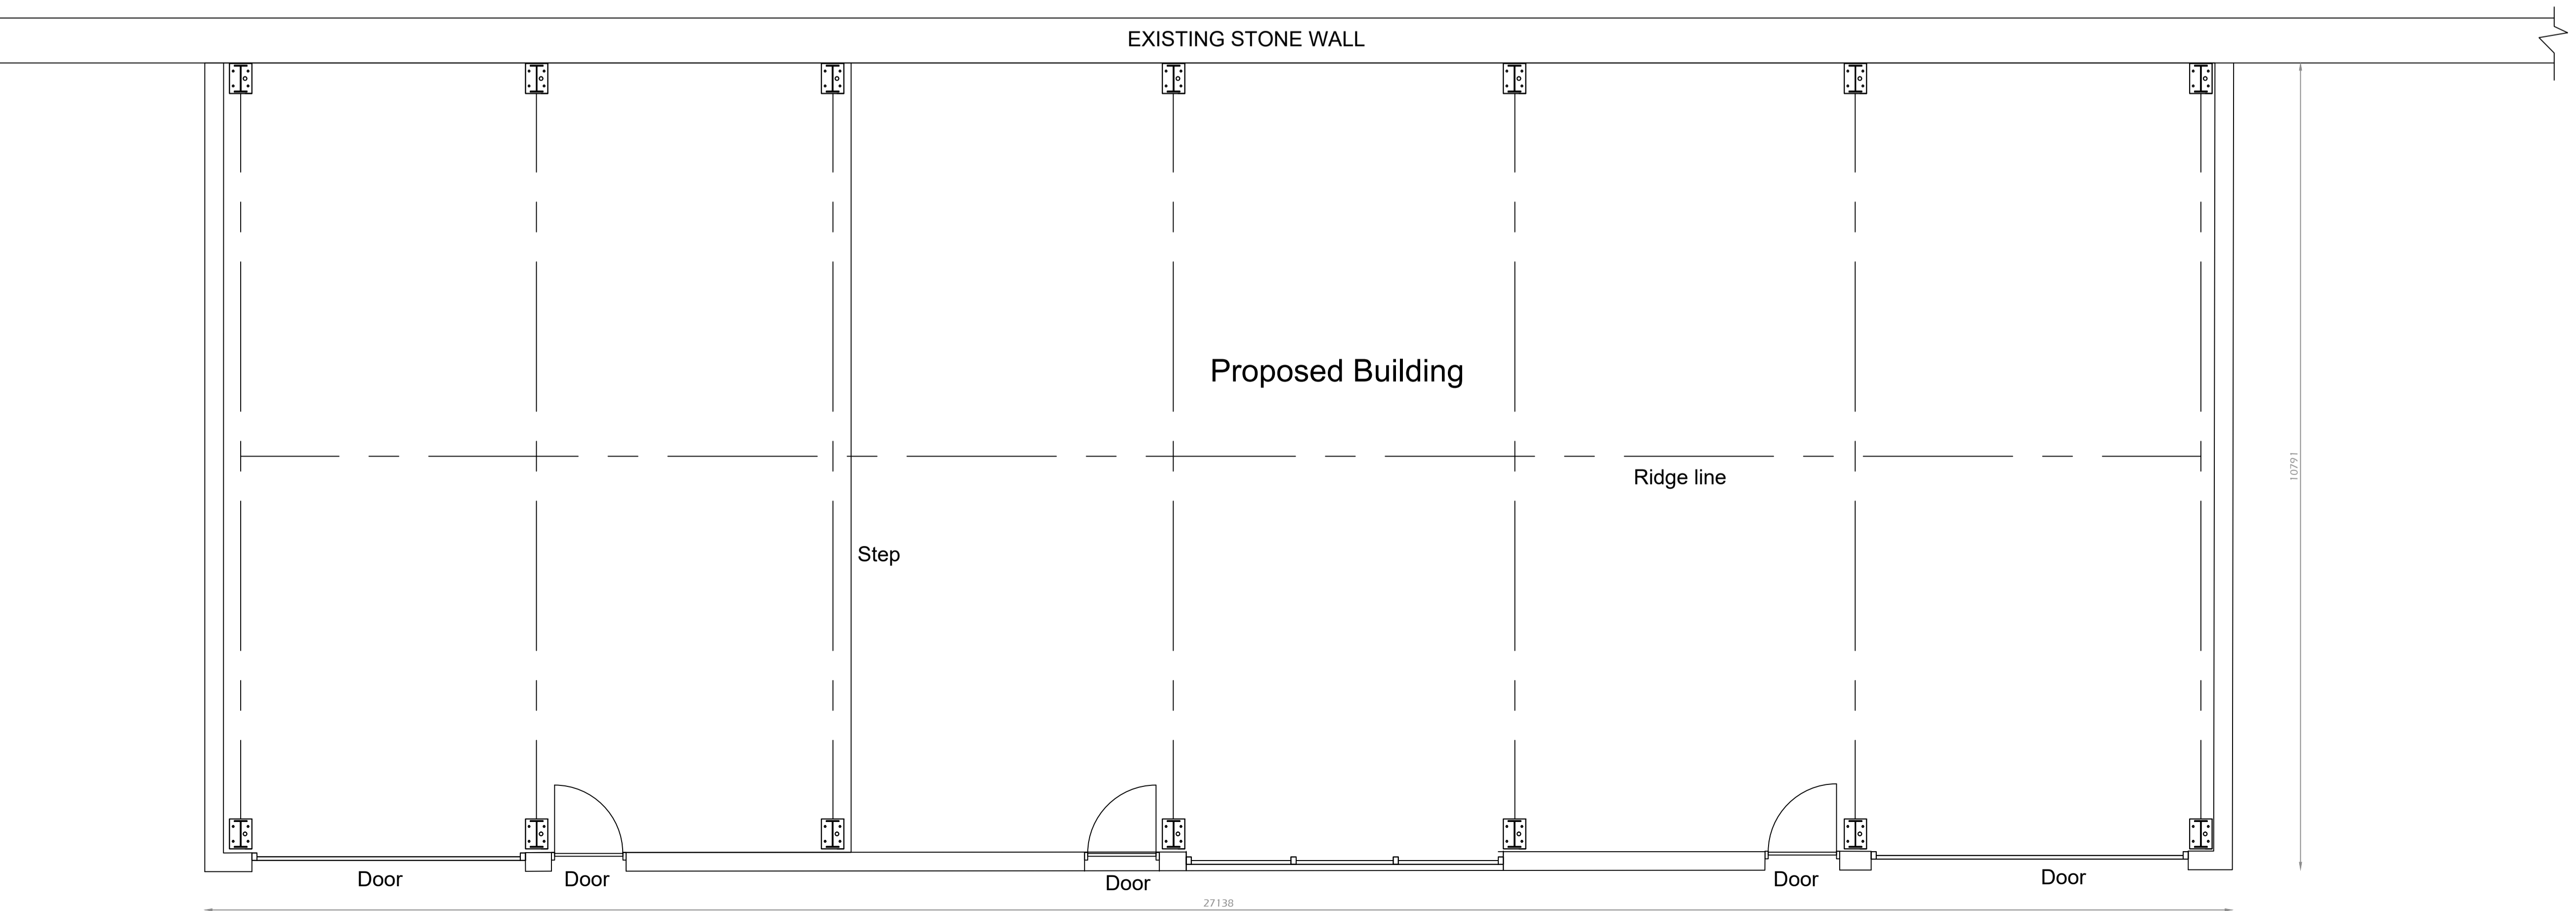 EXISTING STONE WALL
Proposed Building
10791
Ridge line
Step
Door
Door
Door
Door
Door
27138